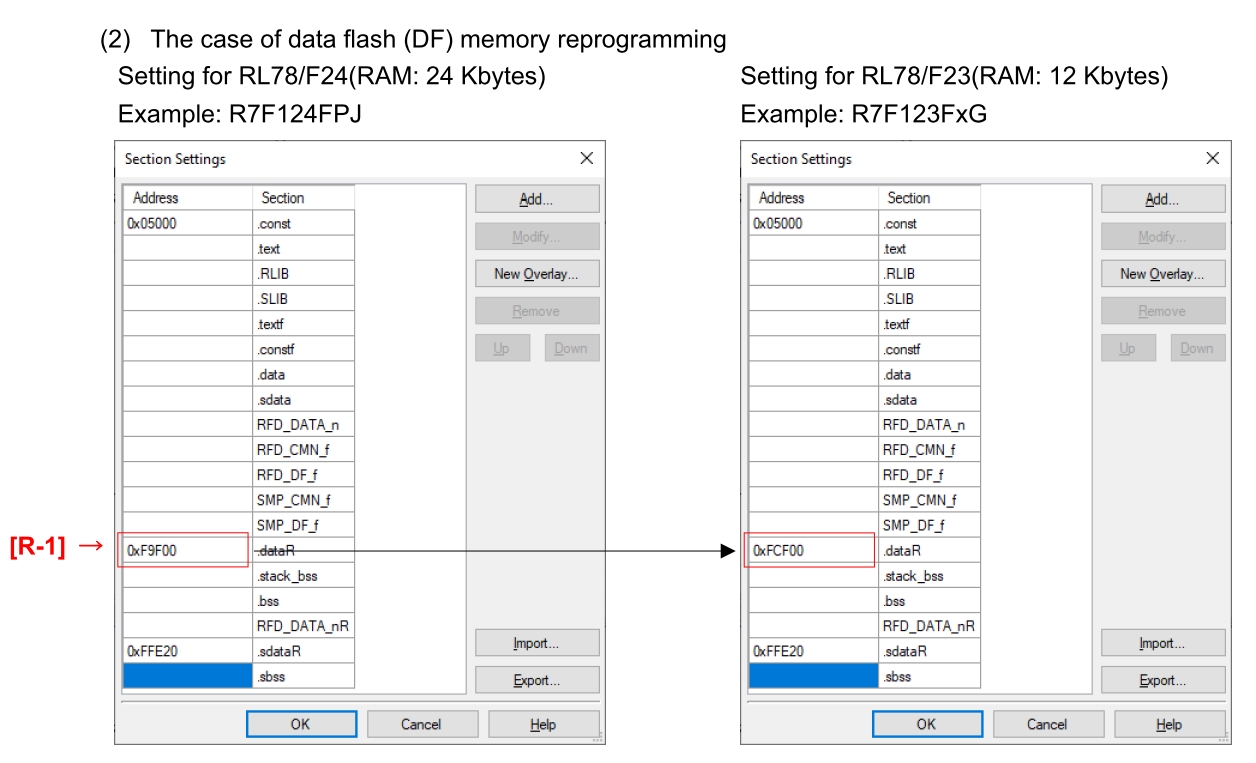 (2) The case of data flash (DF) memory reprogramming
Setting for RL78/F24(RAM: 24 Kbytes)
Example: R7F124FPJ
Section Settings
Address Section
0x05000 .const
.text
.RLIB
.SLIB
.textf
.constf
.data
.sdata
RFD_DATA_n
RFD_CMN_f
RFD_DF_f
SMP_CMN_f
SMP_DF_f
[R-1] → 0xF9F00 .dataR
.stack_bss
.bss
RFD_DATA_nR
0xFFE20 .sdataR
.sbss
Add...
Modify...
New Overlay...
Remove
Up Down
Import...
Export...
OK Cancel Help
Setting for RL78/F23(RAM: 12 Kbytes)
Example: R7F123FxG
Section Settings
Address Section
0x05000 .const
.text
.RLIB
.SLIB
.textf
.constf
.data
.sdata
RFD_DATA_n
RFD_CMN_f
RFD_DF_f
SMP_CMN_f
SMP_DF_f
0xFCF00 .dataR
.stack_bss
.bss
RFD_DATA_nR
0xFFE20 .sdataR
.sbss
Add...
Modify...
New Overlay...
Remove
Up Down
Import...
Export...
OK Cancel Help